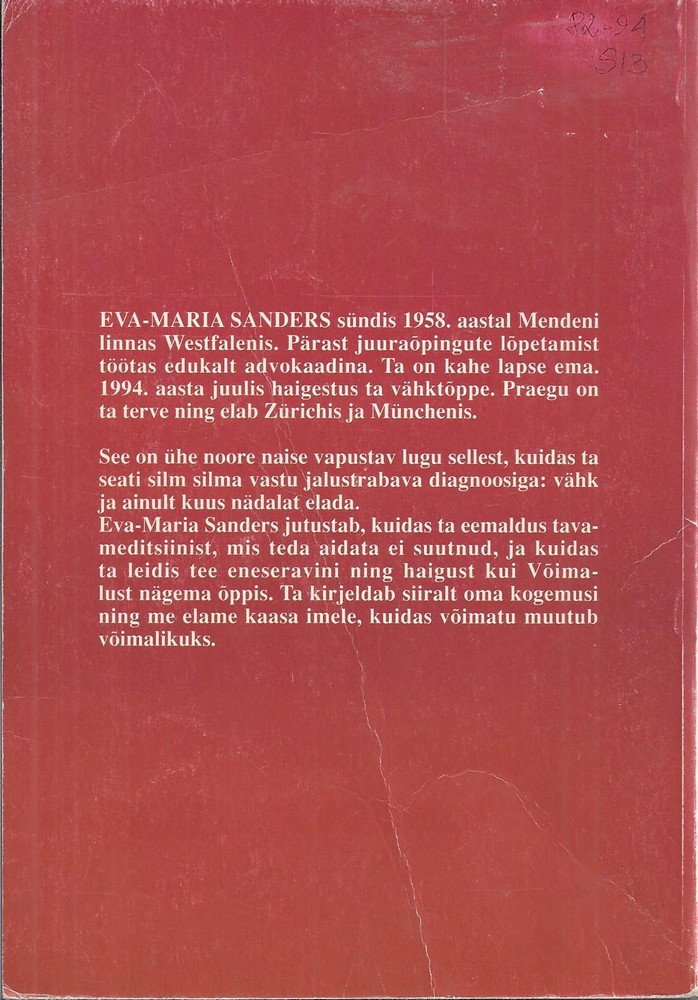 82-94
S13
EVA-MARIA SANDERS sündis 1958. aastal Mendeni
linnas Westfalenis. Pärast juuraõpingute lõpetamist
töötas edukalt advokaadina. Ta on kahe lapse ema.
1994. aasta juulis haigestus ta vähktõppe. Praegu on
ta terve ning elab Zürichis ja Münchenis.
See on ühe noore naise vapustav lugu sellest, kuidas ta
seati silm silma vastu jalustrabava diagnoosiga: vähk
ja ainult kuus nädalat elada.
Eva-Maria Sanders jutustab, kuidas ta eemaldus tava-
meditsiinist, mis teda aidata ei suutnud, ja kuidas
ta leidis tee eneseravini ning haigust kui Võima-
lust nägema õppis. Ta kirjeldab siiralt oma kogemusi
ning me elame kaasa imele, kuidas võimatu muutub
võimalikuks.